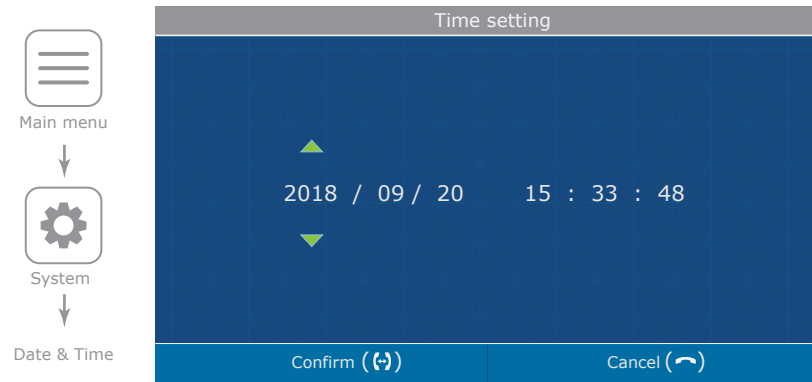 Main menu
System
Date & Time
Time setting
2018 / 09 / 20 15 : 33 : 48
Confirm
Cancel